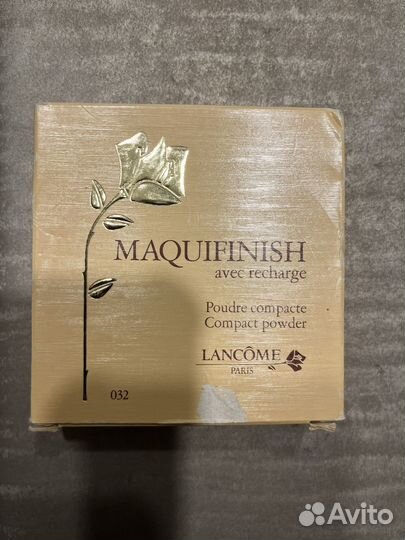 MAQUIFINISH
avec recharge
Poudre compacte
Compact powder
LANCÔME
PARIS
032
Avito